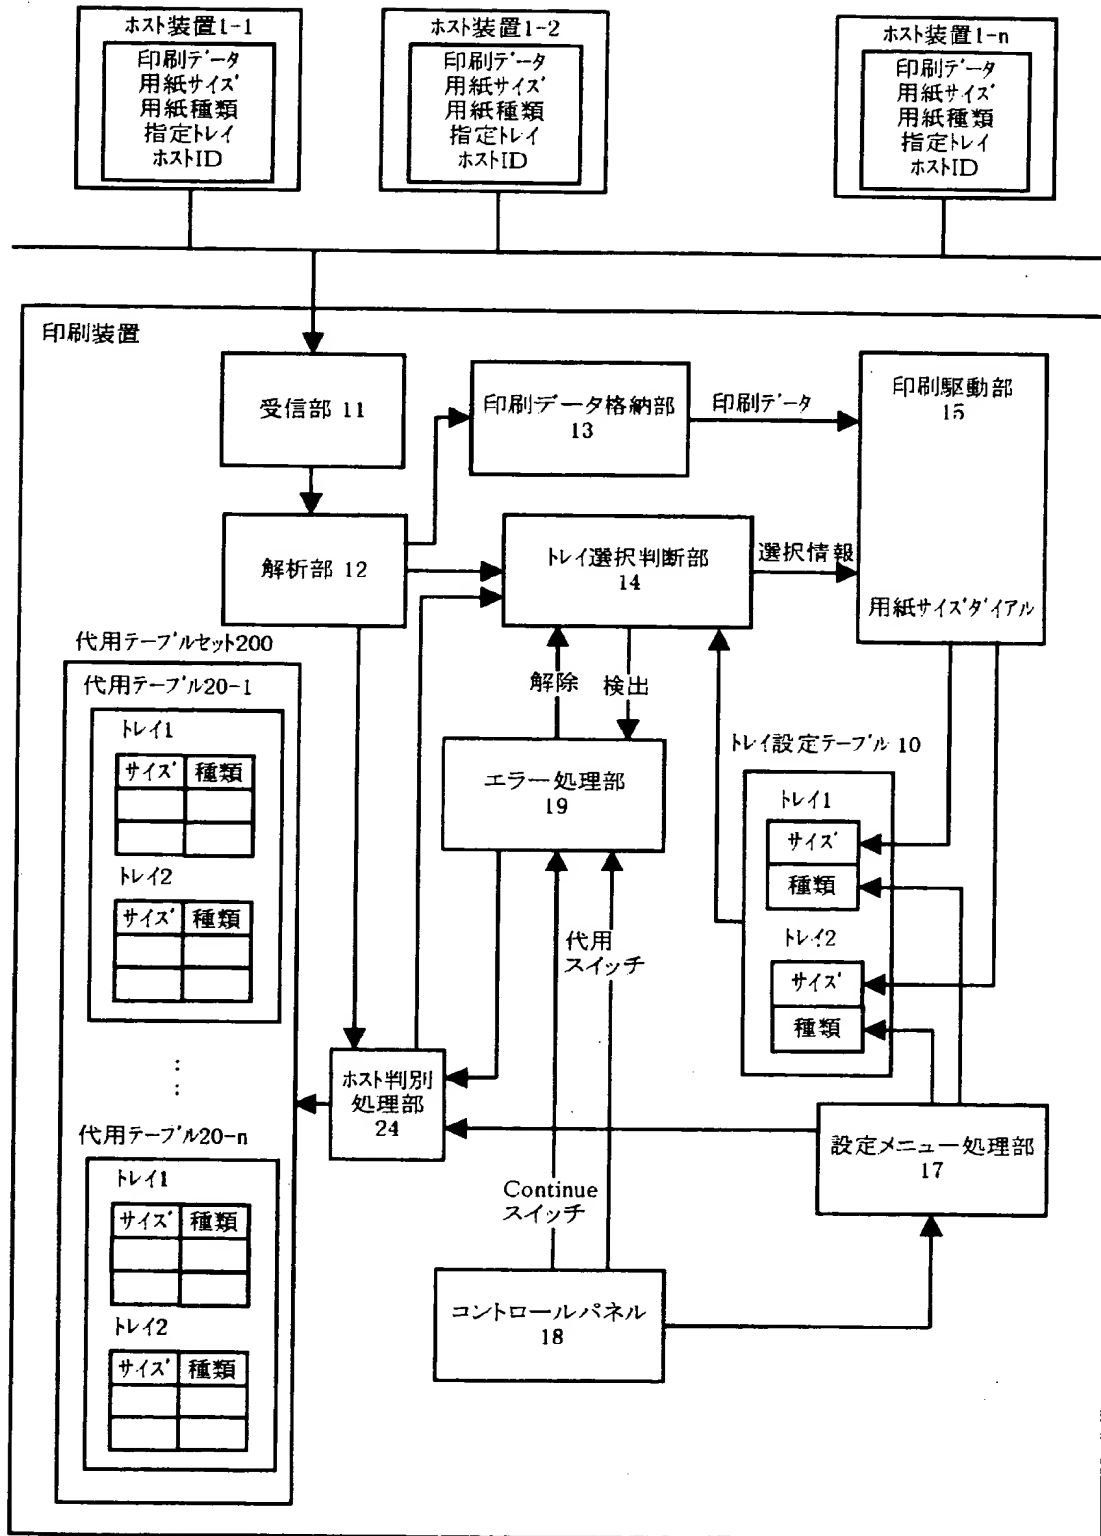 ホスト装置1-1
印刷データ
用紙サイズ
用紙種類
指定トレイ
ホストID
ホスト装置1-2
印刷データ
用紙サイズ
用紙種類
指定トレイ
ホストID
ホスト装置1-n
印刷データ
用紙サイズ
用紙種類
指定トレイ
ホストID
印刷装置
受信部 11
印刷データ格納部
13
印刷データ
印刷駆動部
15
解析部 12
トレイ選択判断部
14
選択情報
用紙サイズダイアル
代用テーブルセット200
代用テーブル20-1
トレイ1
サイズ 種類
トレイ2
サイズ 種類
解除
検出
エラー処理部
19
トレイ設定テーブル 10
トレイ1
サイズ
種類
トレイ2
サイズ
種類
代用
スイッチ
ホスト判別
処理部
24
代用テーブル20-n
トレイ1
サイズ 種類
トレイ2
サイズ 種類
設定メニュー処理部
17
Continue
スイッチ
コントロールパネル
18